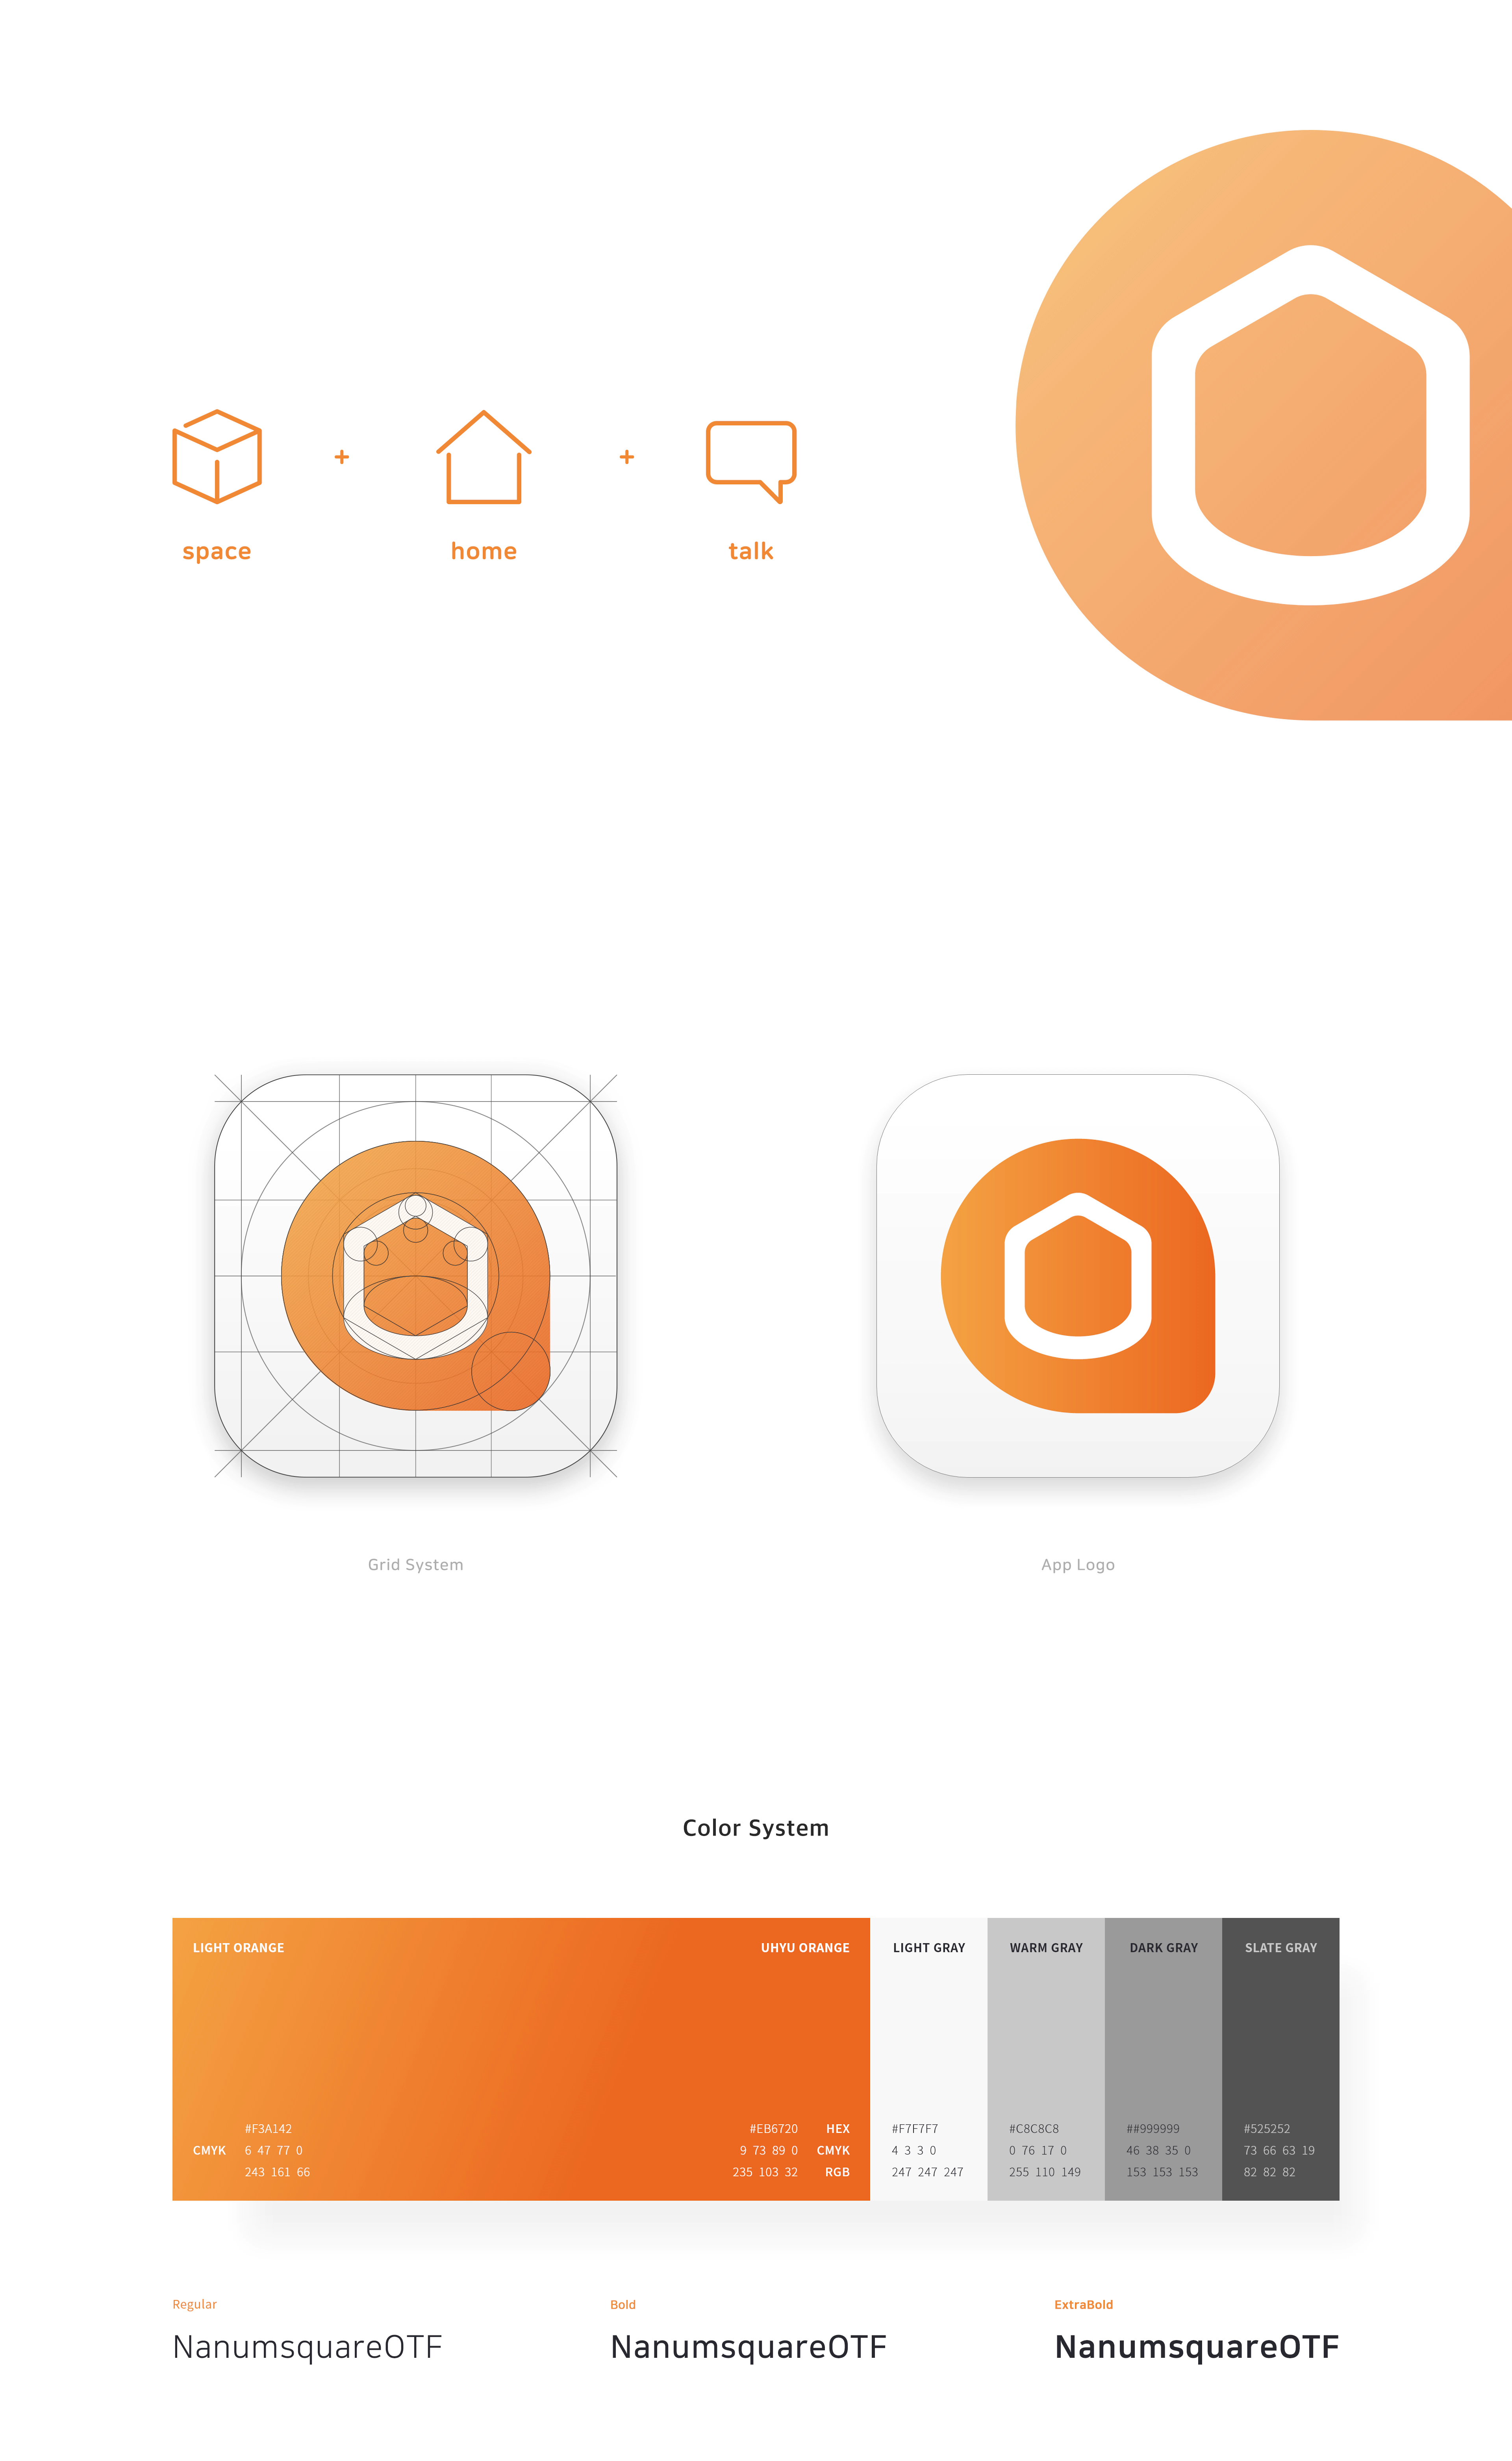 + +
space home talk
Grid System App Logo
Color System
LIGHT ORANGE UHYU ORANGE LIGHT GRAY WARM GRAY DARK GRAY SLATE GRAY
#F3A142 #EB6720 HEX #F7F7F7 #C8C8C8 ##999999 #525252
CMYK 6 47 77 0 9 73 89 0 CMYK 4 3 3 0 0 76 17 0 46 38 35 0 73 66 63 19
243 161 66 235 103 32 RGB 247 247 247 255 110 149 153 153 153 82 82 82
Regular Bold ExtraBold
NanumsquareOTF NanumsquareOTF NanumsquareOTF